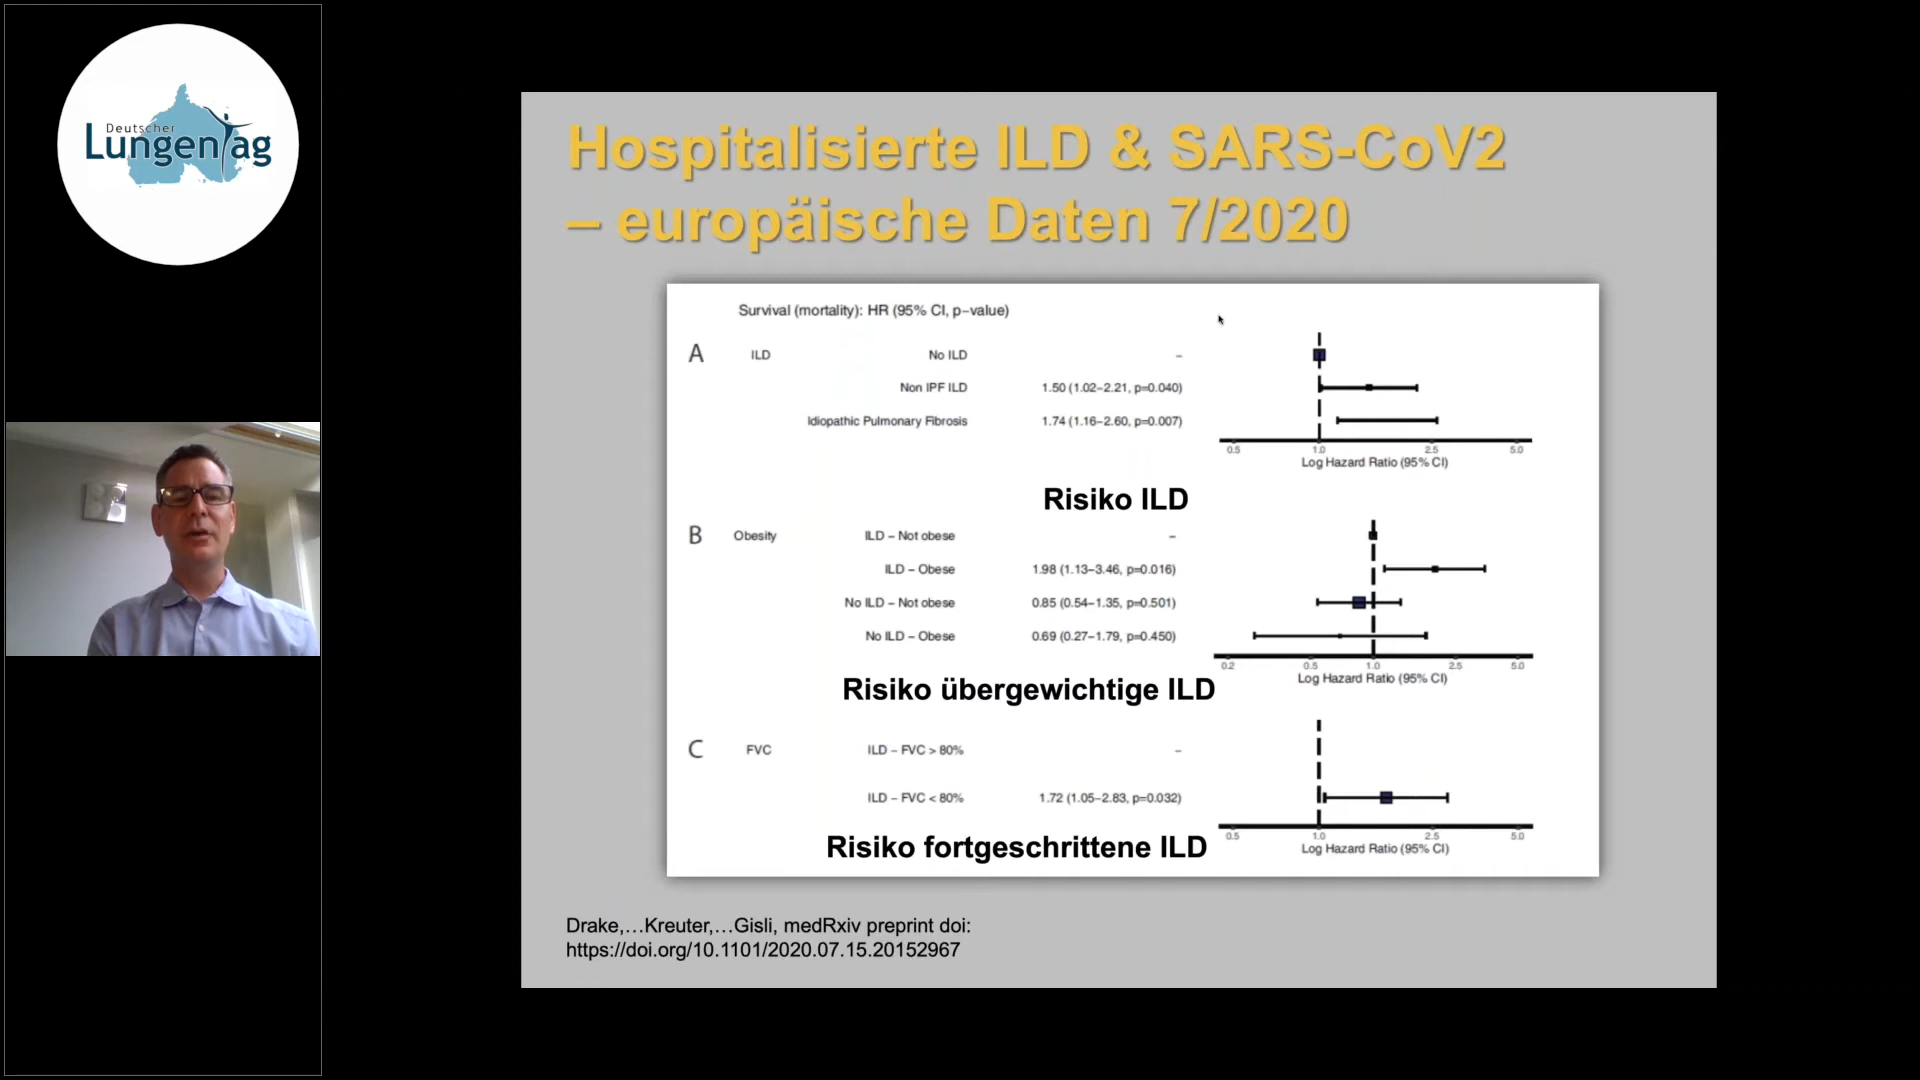 Deutscher
Lungentag
Hospitalisierte ILD & SARS-CoV2
– europäische Daten 7/2020
Survival (mortality): HR (95% CI, p−value)
A ILD No ILD −
Non IPF ILD 1.50 (1.02−2.21, p=0.040)
Idiopathic Pulmonary Fibrosis 1.74 (1.16−2.60, p=0.007)
0.5 1.0 2.5 5.0
Log Hazard Ratio (95% CI)
Risiko ILD
B Obesity ILD − Not obese −
ILD − Obese 1.98 (1.13−3.46, p=0.016)
No ILD − Not obese 0.85 (0.54−1.35, p=0.501)
No ILD − Obese 0.69 (0.27−1.79, p=0.450)
0.2 0.5 1.0 2.5 5.0
Log Hazard Ratio (95% CI)
Risiko übergewichtige ILD
C FVC ILD − FVC > 80% −
ILD − FVC < 80% 1.72 (1.05−2.83, p=0.032)
0.5 1.0 2.5 5.0
Log Hazard Ratio (95% CI)
Risiko fortgeschrittene ILD
Drake,…Kreuter,…Gisli, medRxiv preprint doi:
https://doi.org/10.1101/2020.07.15.20152967